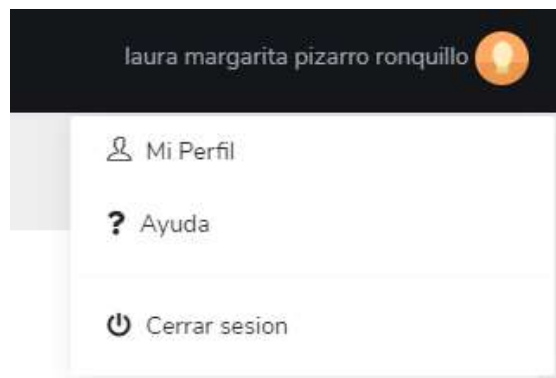 laura margarita pizarro ronquillo
Mi Perfil
? Ayuda
Cerrar sesion